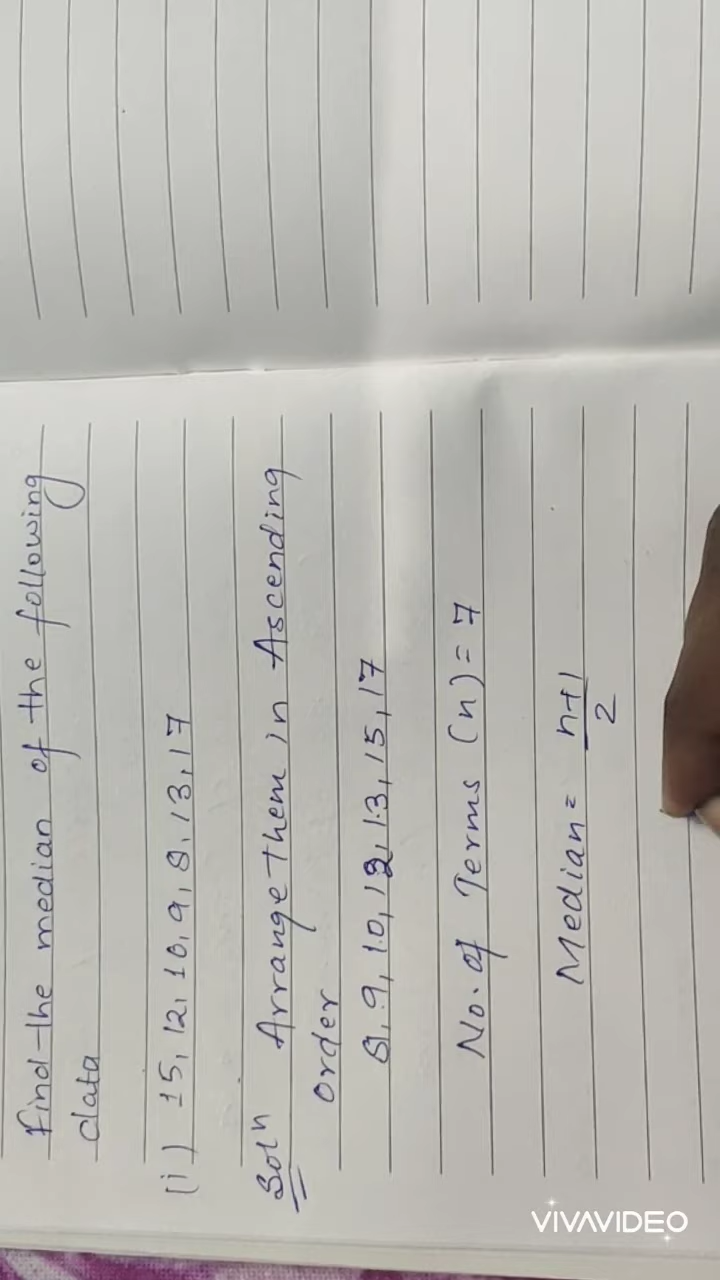 Find the median of the following
data
(i) 15, 12, 10, 9, 8, 13, 17
Solⁿ Arrange them in Ascending
order
8, 9, 10, 12, 13, 15, 17
No. of Terms (n) = 7
Median = n+1
2
VIVAVIDEO